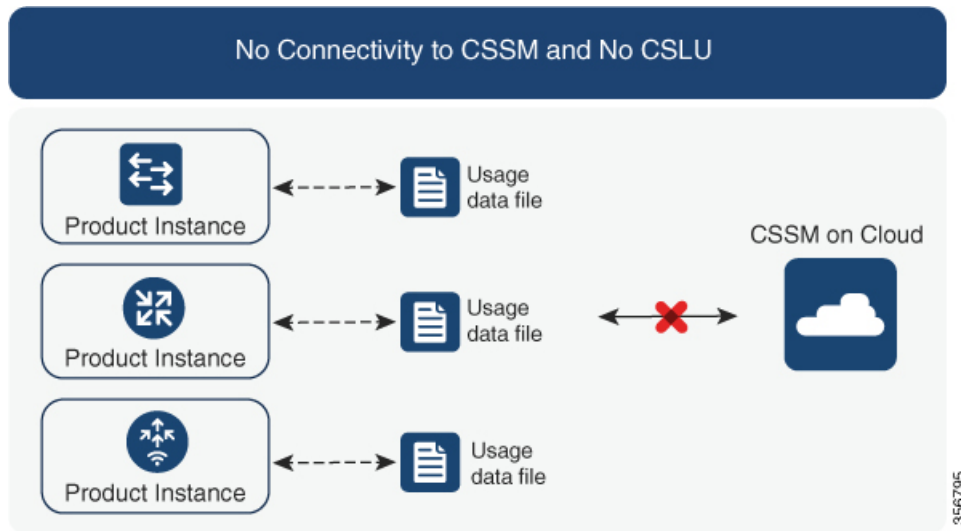 No Connectivity to CSSM and No CSLU
Product Instance
Usage
data file
CSSM on Cloud
Product Instance
Usage
data file
Product Instance
Usage
data file
356795